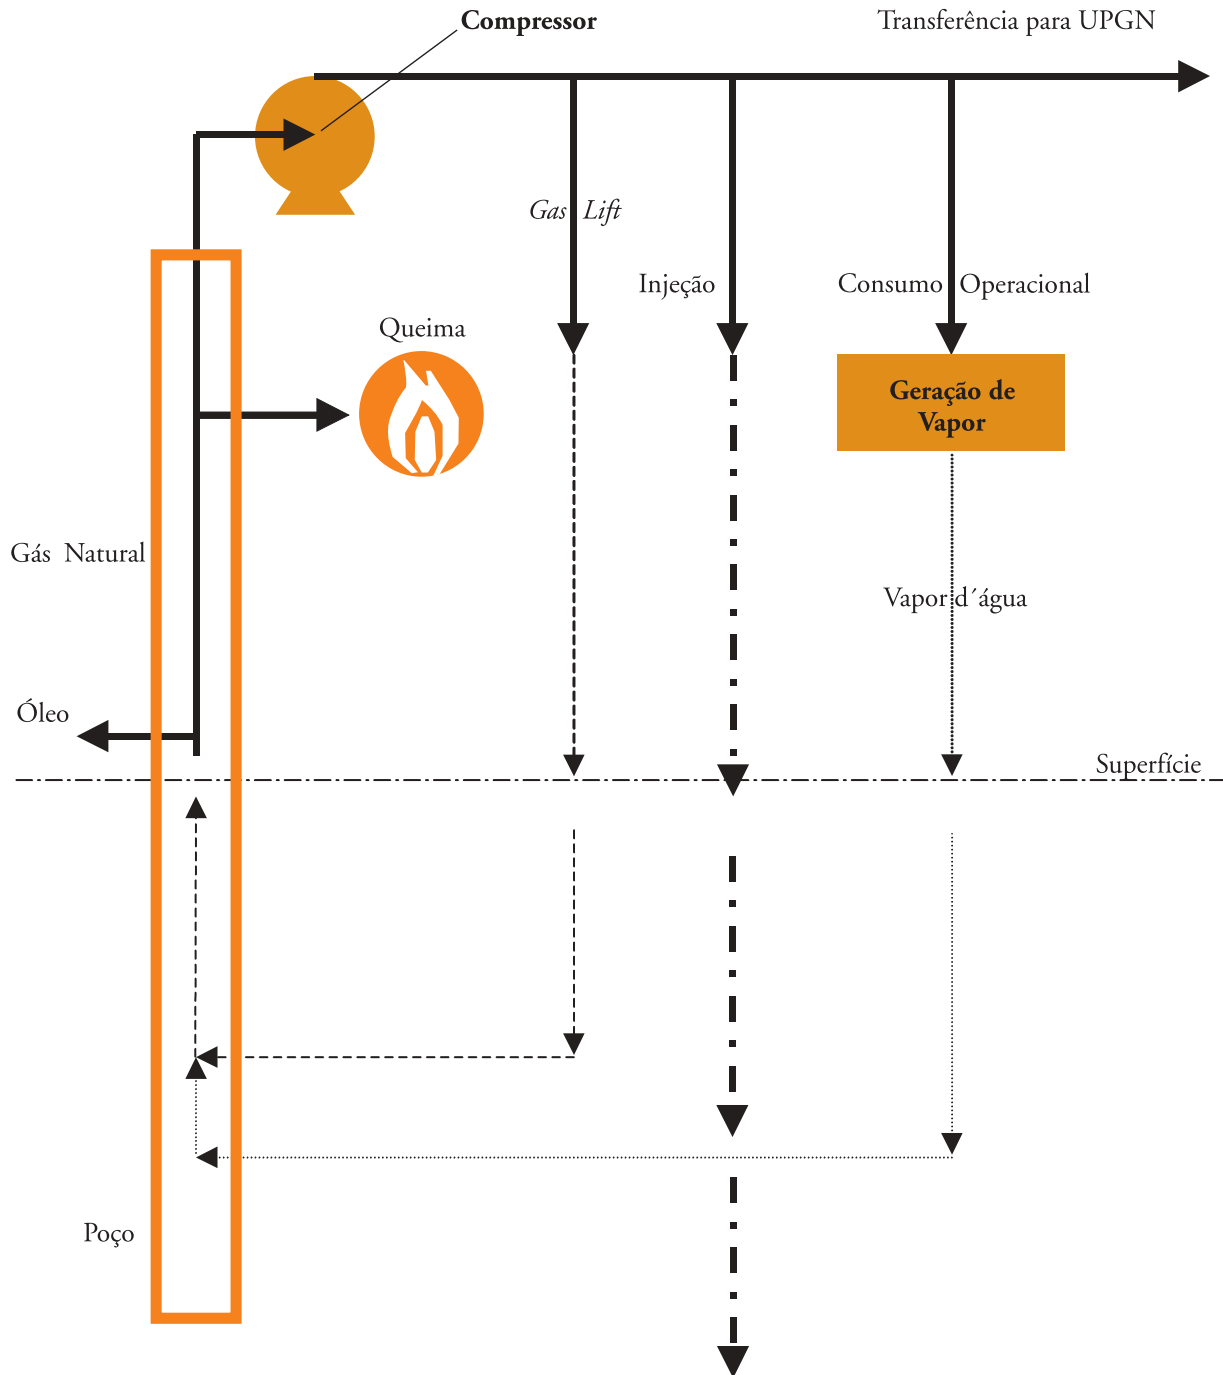 Compressor
Transferência para UPGN
Gas Lift
Injeção
Consumo Operacional
Queima
Geração de
Vapor
Gás Natural
Vapor d´água
Óleo
Superfície
Poço